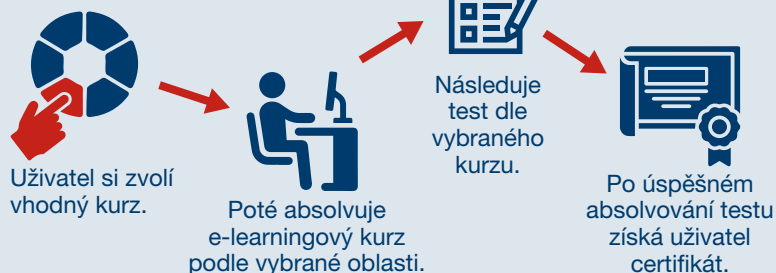 Uživatel si zvolí
vhodný kurz.
Poté absolvuje
e-learningový kurz
podle vybrané oblasti.
Následuje
test dle
vybraného
kurzu.
Po úspěšném
absolvování testu
získá uživatel
certifikát.